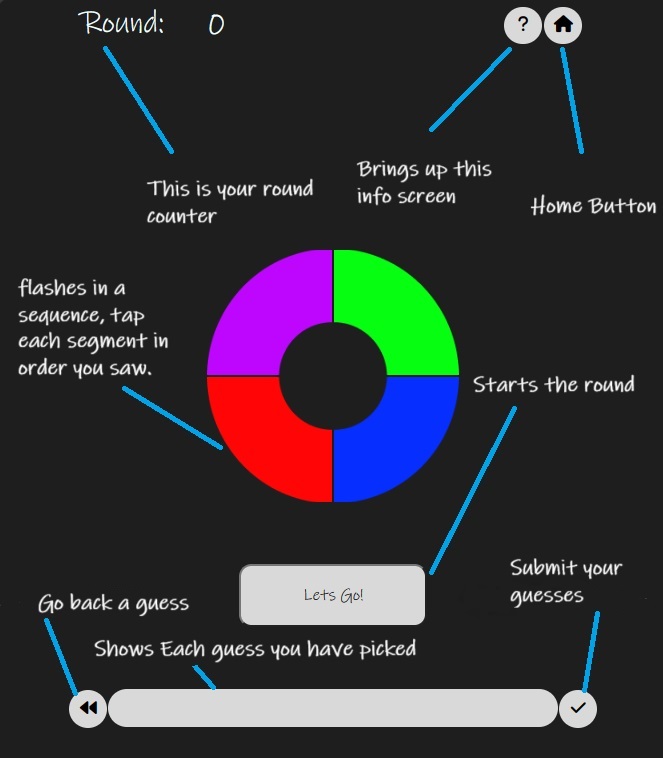 Round: 0
?
This is your round
counter
Brings up this
info screen
Home Button
flashes in a
sequence, tap
each segment in
order you saw.
Starts the round
Lets Go!
Submit your
guesses
Go back a guess
Shows Each guess you have picked